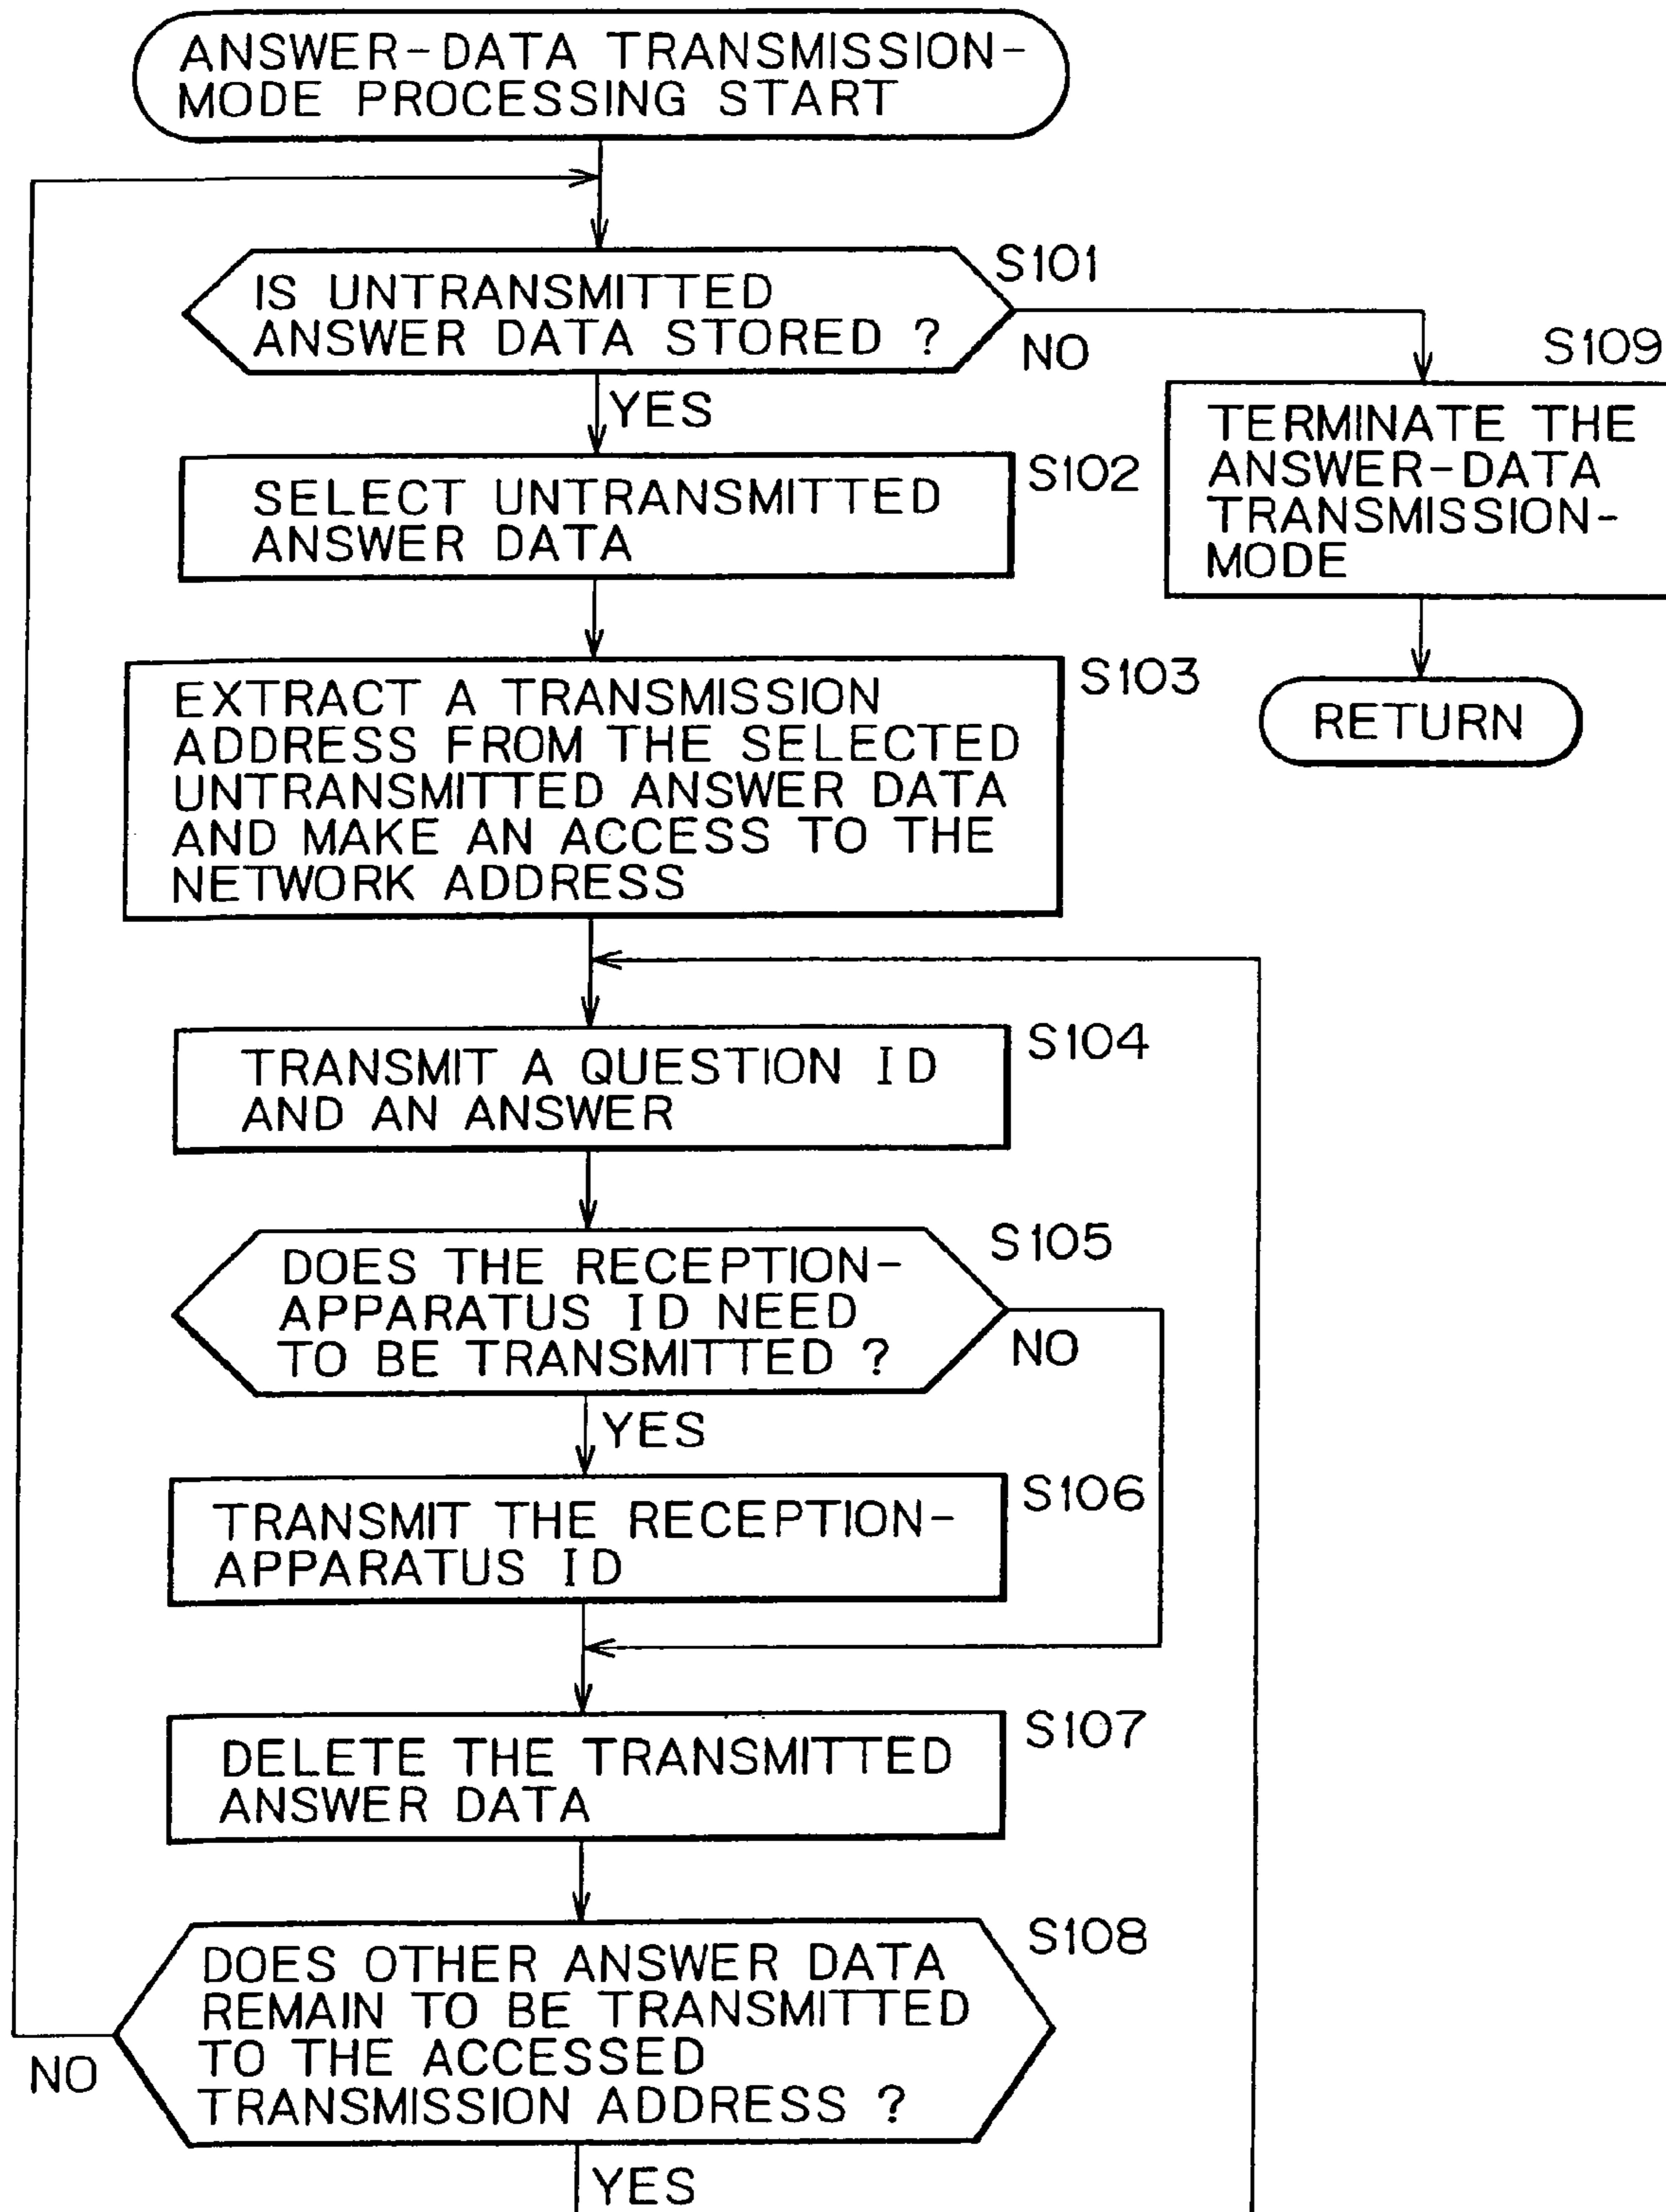 ANSWER-DATA TRANSMISSION-
MODE PROCESSING START
S101
IS UNTRANSMITTED
ANSWER DATA STORED ?
NO
YES
S109
TERMINATE THE
ANSWER-DATA
TRANSMISSION-
MODE
RETURN
S102
SELECT UNTRANSMITTED
ANSWER DATA
S103
EXTRACT A TRANSMISSION
ADDRESS FROM THE SELECTED
UNTRANSMITTED ANSWER DATA
AND MAKE AN ACCESS TO THE
NETWORK ADDRESS
S104
TRANSMIT A QUESTION ID
AND AN ANSWER
S105
DOES THE RECEPTION-
APPARATUS ID NEED
TO BE TRANSMITTED ?
NO
YES
S106
TRANSMIT THE RECEPTION-
APPARATUS ID
S107
DELETE THE TRANSMITTED
ANSWER DATA
S108
DOES OTHER ANSWER DATA
REMAIN TO BE TRANSMITTED
TO THE ACCESSED
TRANSMISSION ADDRESS ?
NO
YES